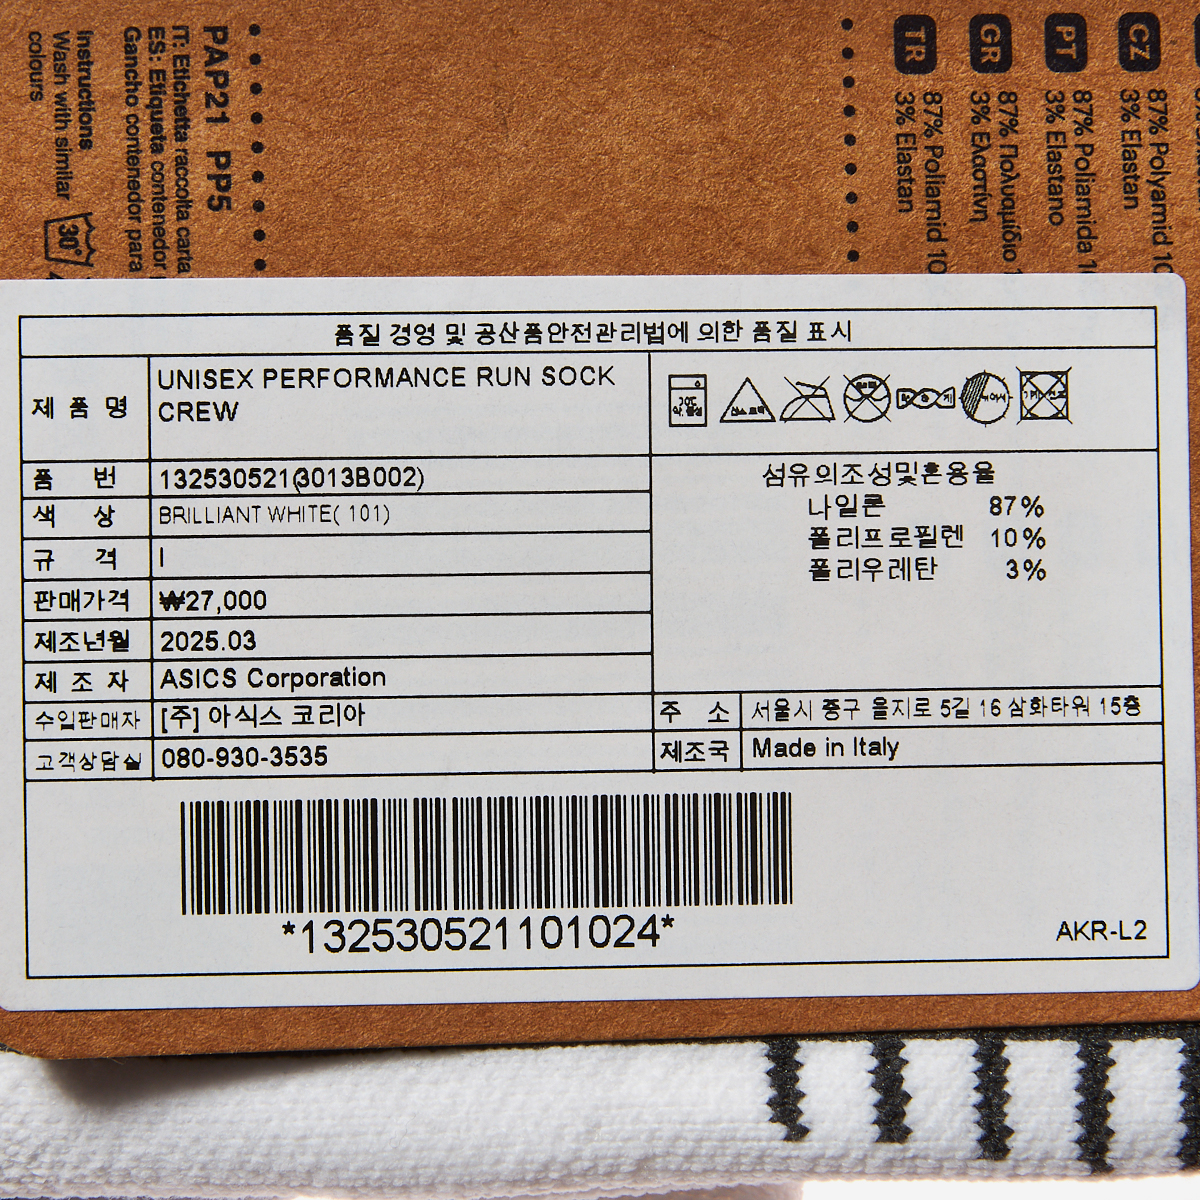 Instructions
Wash with similar
colours
30°
PAP21 PP5
IT: Etichetta raccolta carta
ES: Etiqueta contenedor
Gancho contenedor para
TR 87% Poliamid 10
3% Elastan
GR 87% Πολυαμίδιο
3% Ελαστίνη
PT 87% Poliamida
3% Elastano
CZ 87% Polyamid 10
3% Elastan
품질 경영 및 공산품안전관리법에 의한 품질 표시
제 품 명 UNISEX PERFORMANCE RUN SOCK
CREW
품 번 132530521(3013B002)
색 상 BRILLIANT WHITE( 101)
규 격
판매가격 ₩27,000
제조년월 2025.03
제 조 자 ASICS Corporation
수입판매자 [주] 아식스 코리아
고객상담실 080-930-3535
섬유의조성및혼용율
나일론 87%
폴리프로필렌 10%
폴리우레탄 3%
주 소 서울시 중구 을지로 5길 16 삼화타워 15층
제조국 Made in Italy
*132530521101024*
AKR-L2